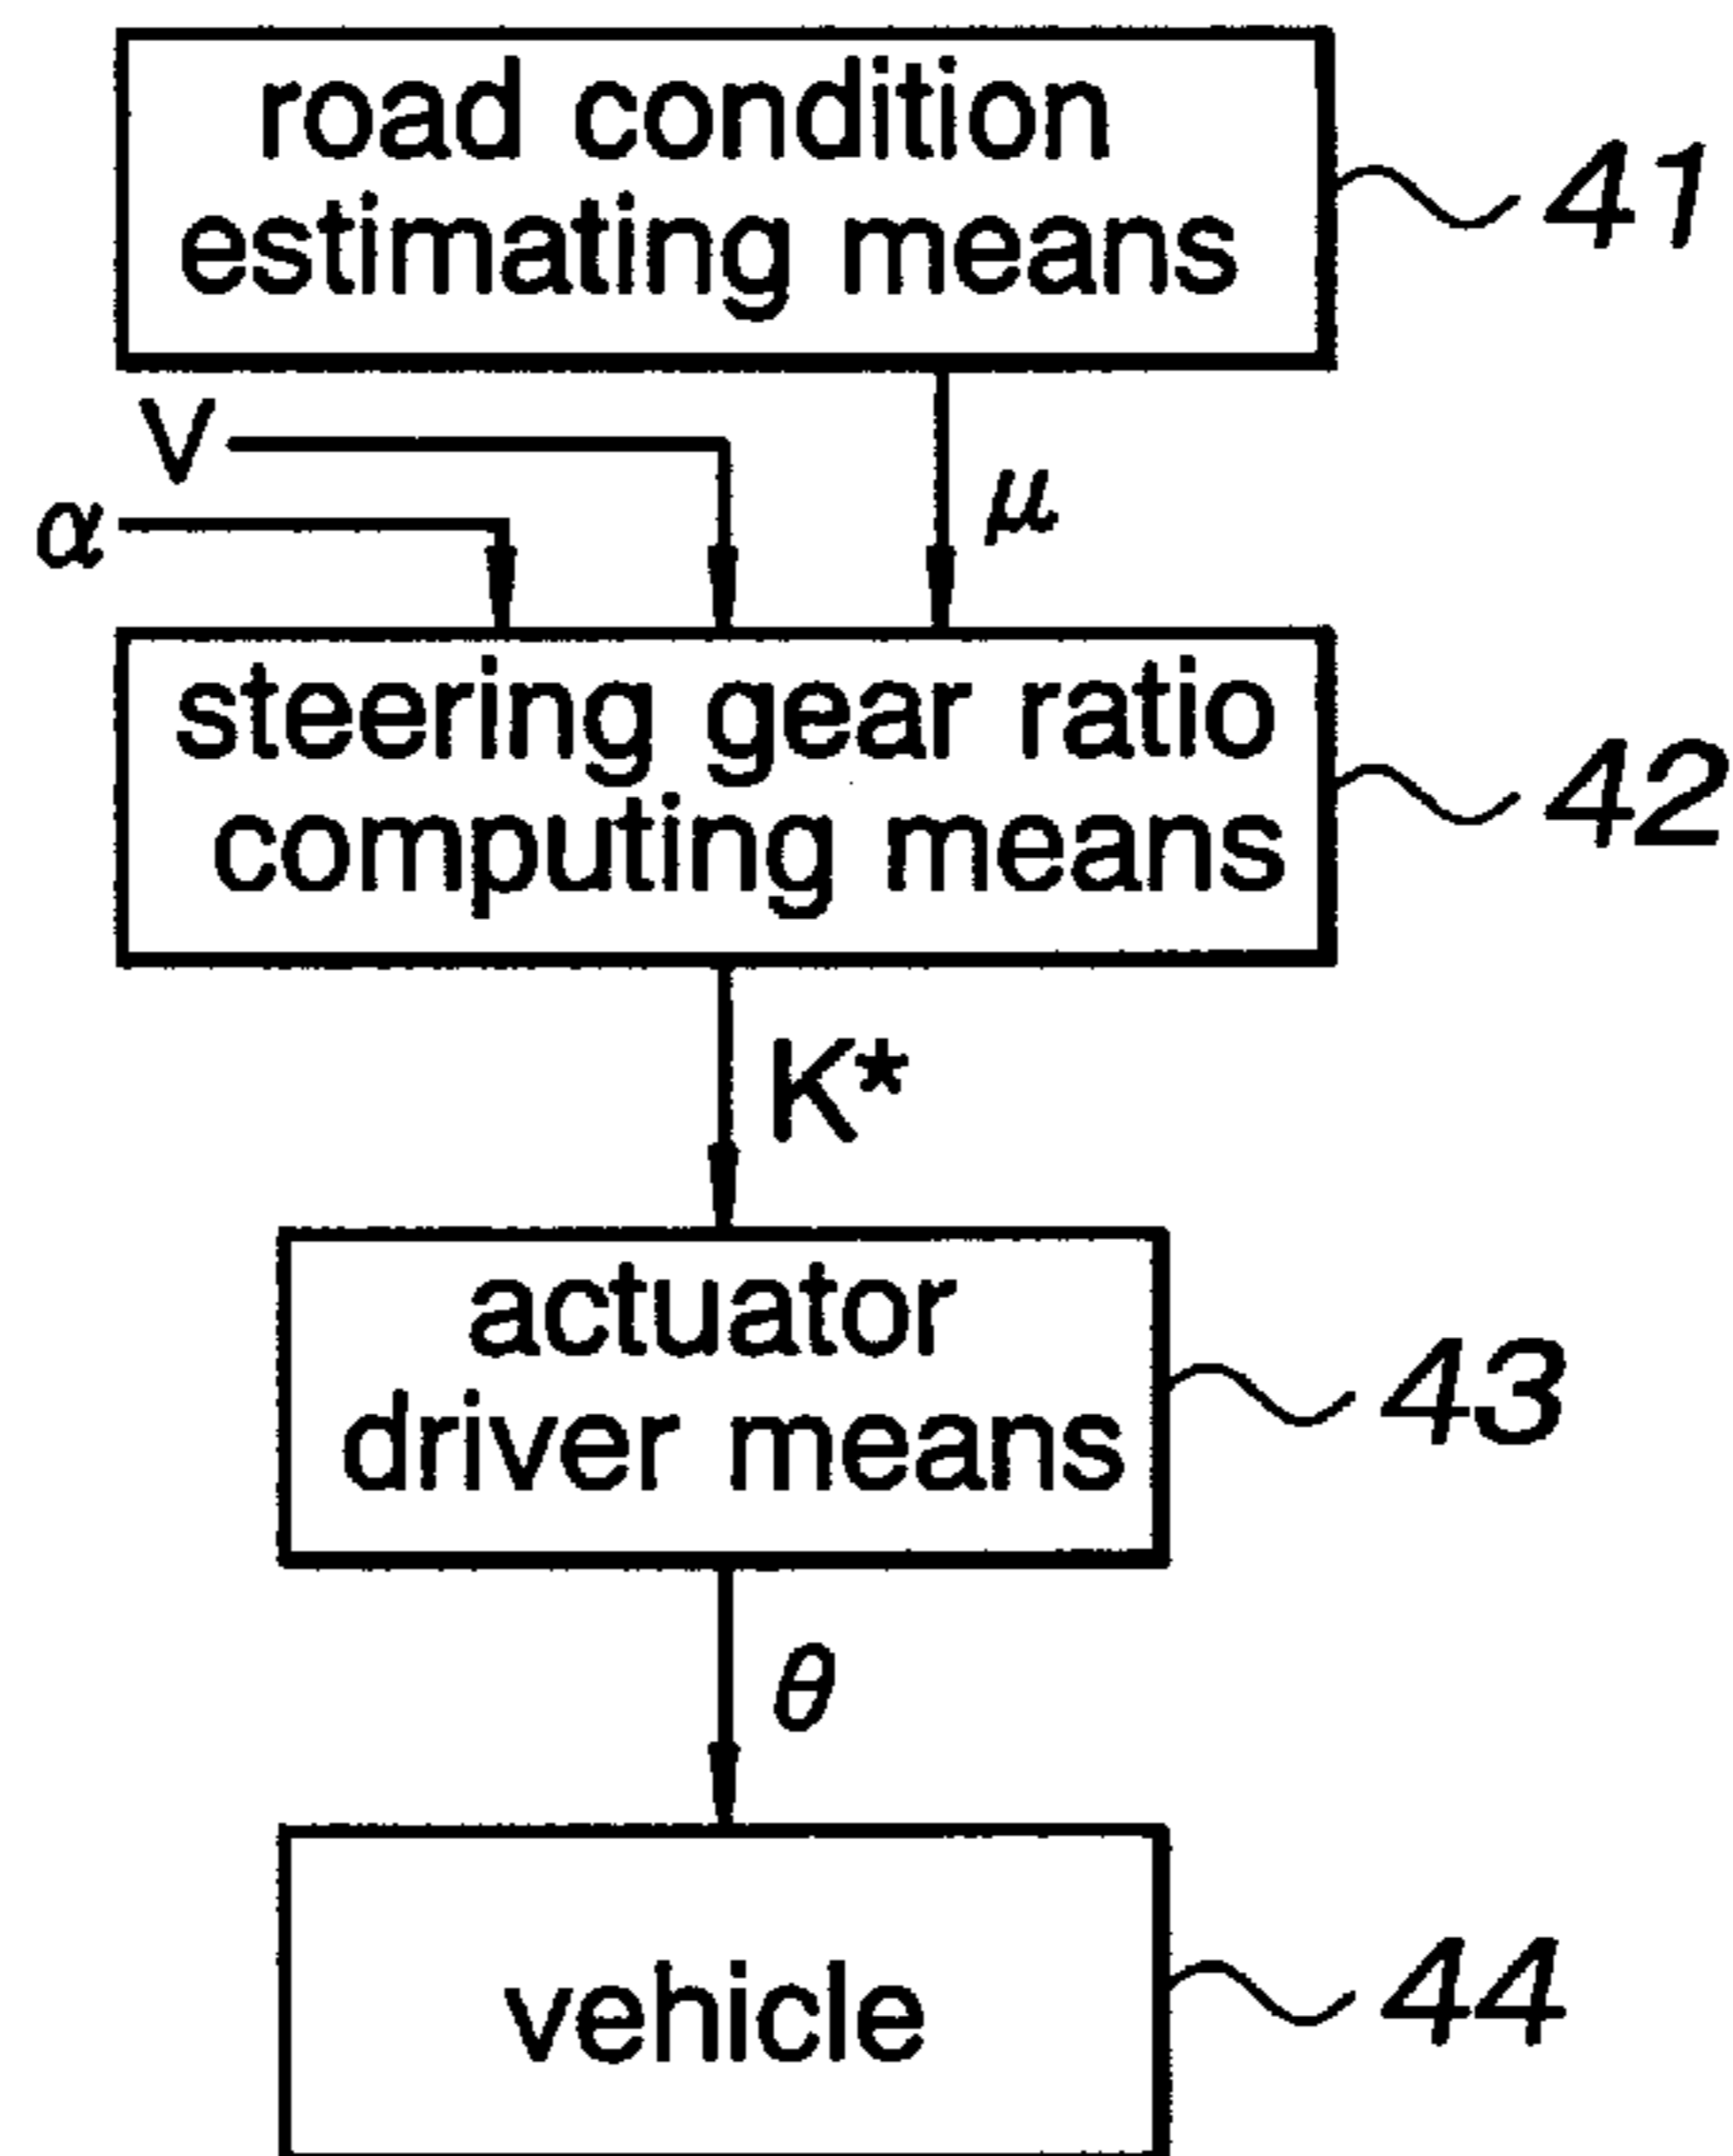 road condition
estimating means
41
V
α
μ
steering gear ratio
computing means
42
K*
actuator
driver means
43
θ
vehicle
44